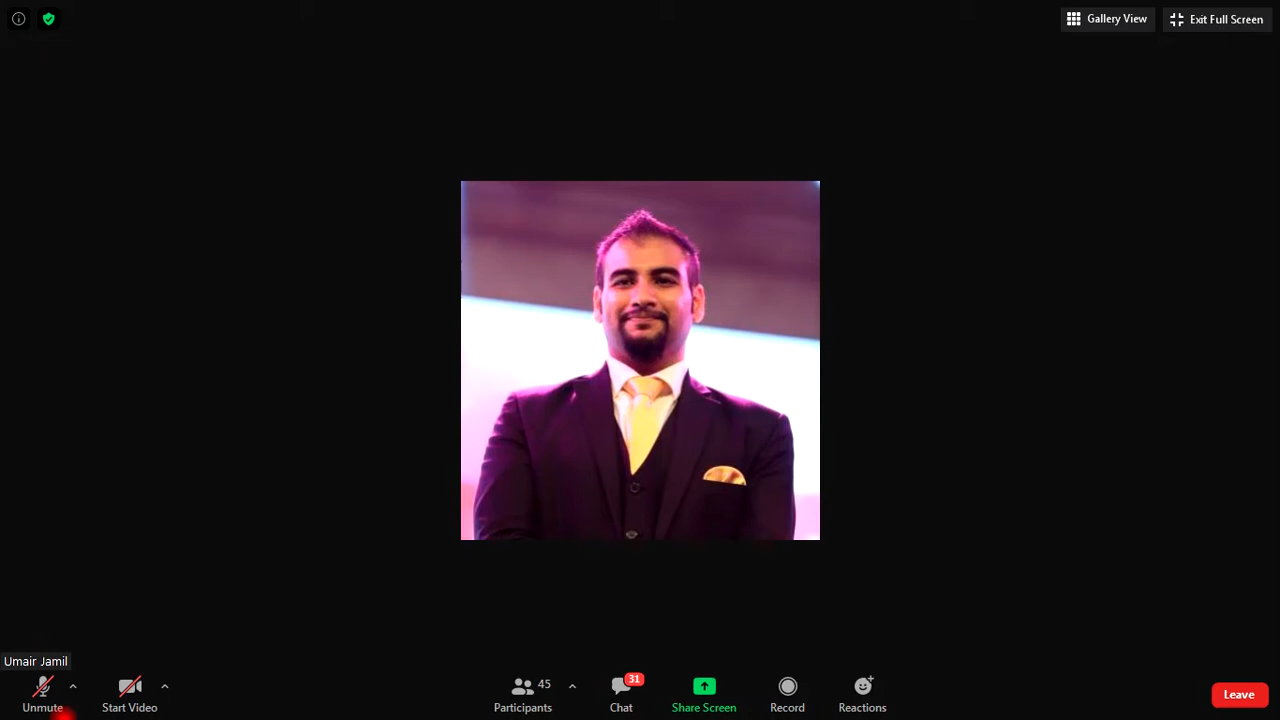 Gallery View
Exit Full Screen
Umair Jamil
45
31
Unmute
Start Video
Participants
Chat
Share Screen
Record
Reactions
Leave